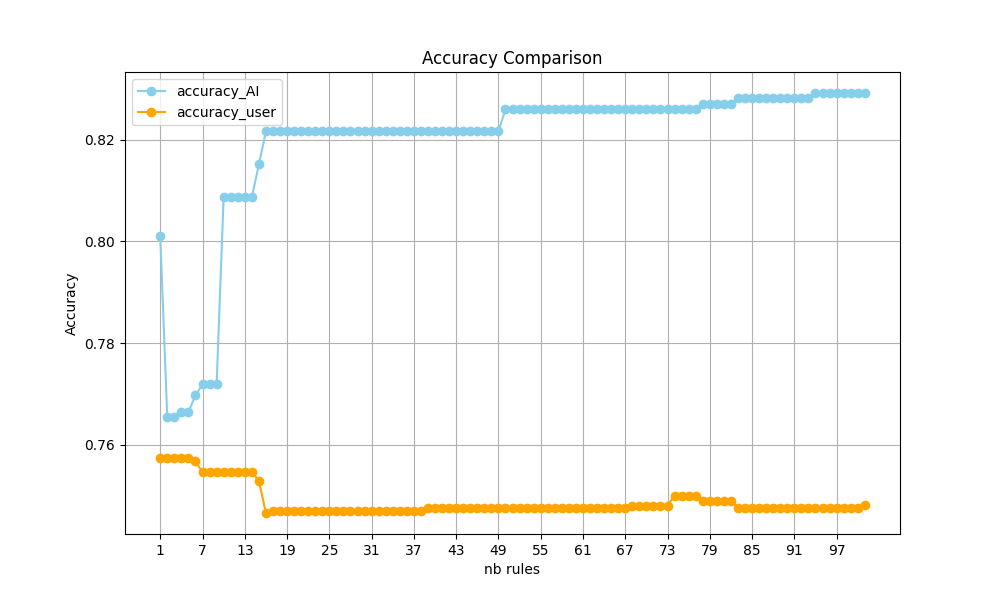 Accuracy Comparison
accuracy_AI
accuracy_user
0.82
0.80
0.78
0.76
Accuracy
1 7 13 19 25 31 37 43 49 55 61 67 73 79 85 91 97
nb rules